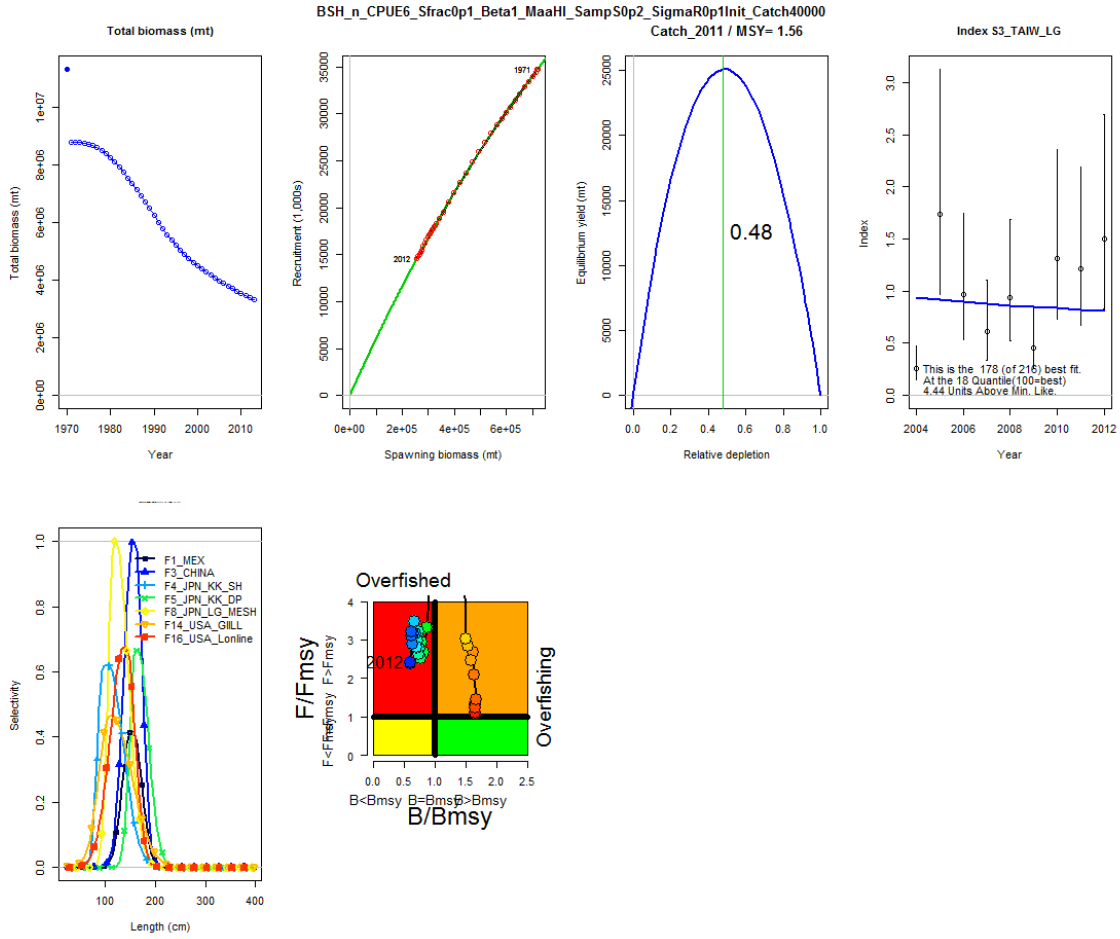 BSH_n_CPUE6_Sfrac0p1_Beta1_MaaHI_SampS0p2_SigmaR0p1Init_Catch40000
Total biomass (mt)
Catch_2011 / MSY= 1.56
Index S3_TAIW_LG
Total biomass (mt)
0e+00 2e+06 4e+06 6e+06 8e+06 1e+07
1970 1980 1990 2000 2010
Year
Recruitment (1,000s)
0 5000 10000 15000 20000 25000 30000 35000
1971
2012
0e+00 2e+05 4e+05 6e+05
Spawning biomass (mt)
Equilibrium yield (mt)
0 5000 10000 15000 20000 25000
0.48
0.0 0.2 0.4 0.6 0.8 1.0
Relative depletion
Index
0.0 0.5 1.0 1.5 2.0 2.5 3.0
This is the 178 (of 216) best fit.
At the 18 Quantile(100=best)
4.44 Units Above Min. Like.
2004 2006 2008 2010 2012
Year
Selectivity
0.0 0.2 0.4 0.6 0.8 1.0
F1_MEX
F3_CHINA
F4_JPN_KK_SH
F5_JPN_KK_DP
F8_JPN_LG_MESH
F14_USA_GIILL
F16_USA_Lonline
100 200 300 400
Length (cm)
Overfished
F/Fmsy
F>Fmsy
0 1 2 3 4
2012
Overfishing
0.0 0.5 1.0 1.5 2.0 2.5
B<Bmsy B=Bmsy B>Bmsy
B/Bmsy